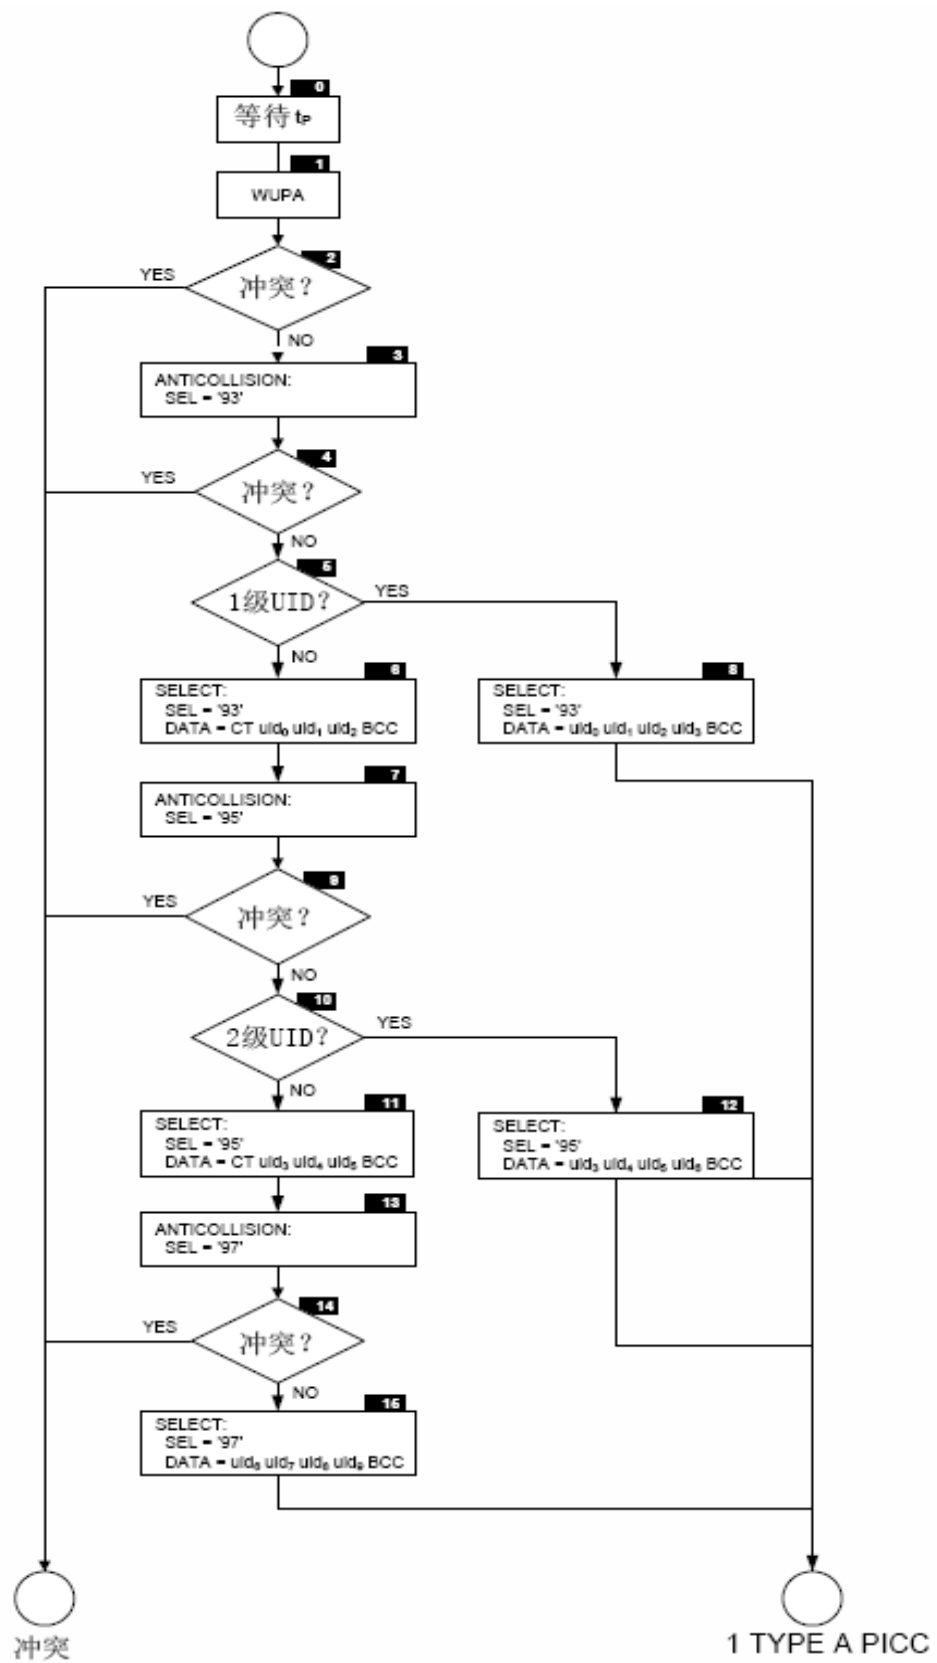 0
等待 tₚ
1
WUPA
2
冲突？
YES
NO
3
ANTICOLLISION:
SEL = '93'
4
冲突？
YES
NO
5
1级UID？
YES
NO
6
SELECT:
SEL = '93'
DATA = CT uid₀ uid₁ uid₂ BCC
8
SELECT:
SEL = '93'
DATA = uid₀ uid₁ uid₂ uid₃ BCC
7
ANTICOLLISION:
SEL = '95'
9
冲突？
YES
NO
10
2级UID？
YES
NO
11
SELECT:
SEL = '95'
DATA = CT uid₃ uid₄ uid₅ BCC
12
SELECT:
SEL = '95'
DATA = uid₃ uid₄ uid₅ uid₆ BCC
13
ANTICOLLISION:
SEL = '97'
14
冲突？
YES
NO
15
SELECT:
SEL = '97'
DATA = uid₆ uid₇ uid₈ uid₉ BCC
冲突
1 TYPE A PICC